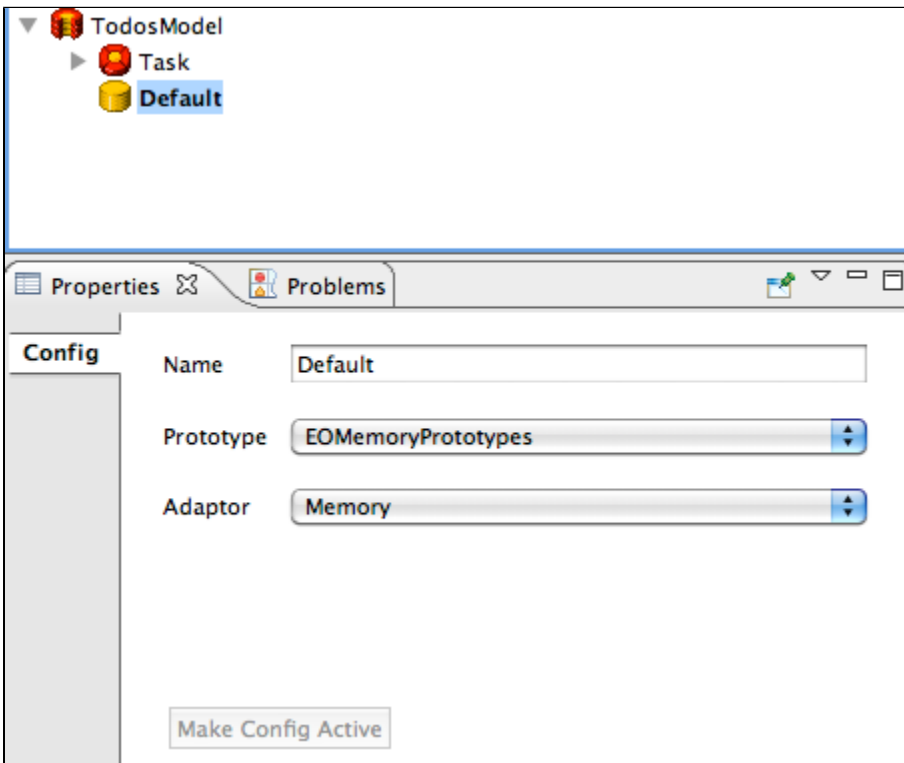 TodosModel
Task
Default
Properties
Problems
Config
Name
Default
Prototype
EOMemoryPrototypes
Adaptor
Memory
Make Config Active